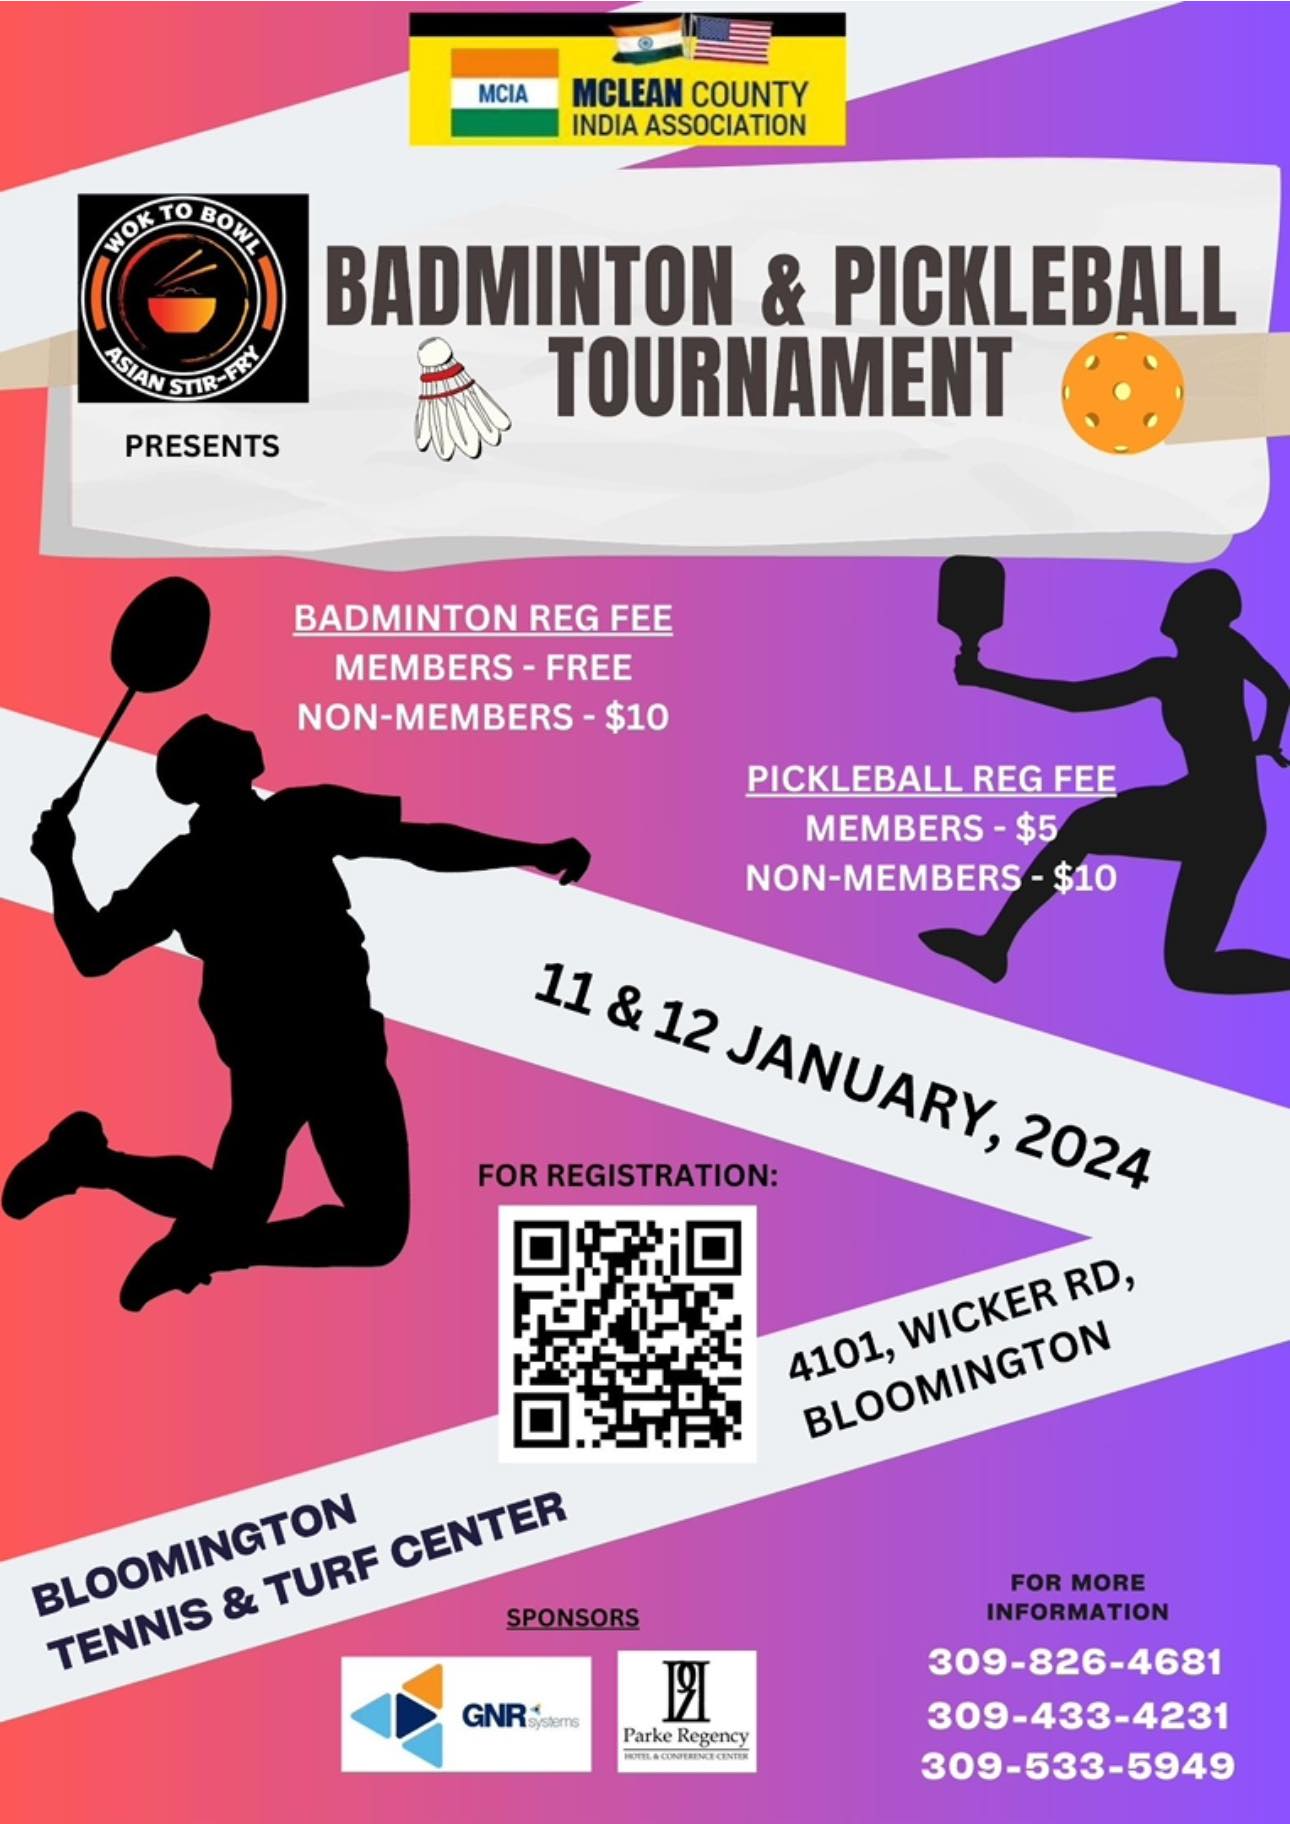 MCIA
MCLEAN COUNTY
INDIA ASSOCIATION
WOK TO BOWL
ASIAN STIR-FRY
PRESENTS
BADMINTON & PICKLEBALL
TOURNAMENT
BADMINTON REG FEE
MEMBERS - FREE
NON-MEMBERS - $10
PICKLEBALL REG FEE
MEMBERS - $5
NON-MEMBERS - $10
11 & 12 JANUARY, 2024
FOR REGISTRATION:
4101, WICKER RD,
BLOOMINGTON
BLOOMINGTON
TENNIS & TURF CENTER
SPONSORS
GNR systems
Parke Regency
HOTEL & CONFERENCE CENTER
FOR MORE
INFORMATION
309-826-4681
309-433-4231
309-533-5949